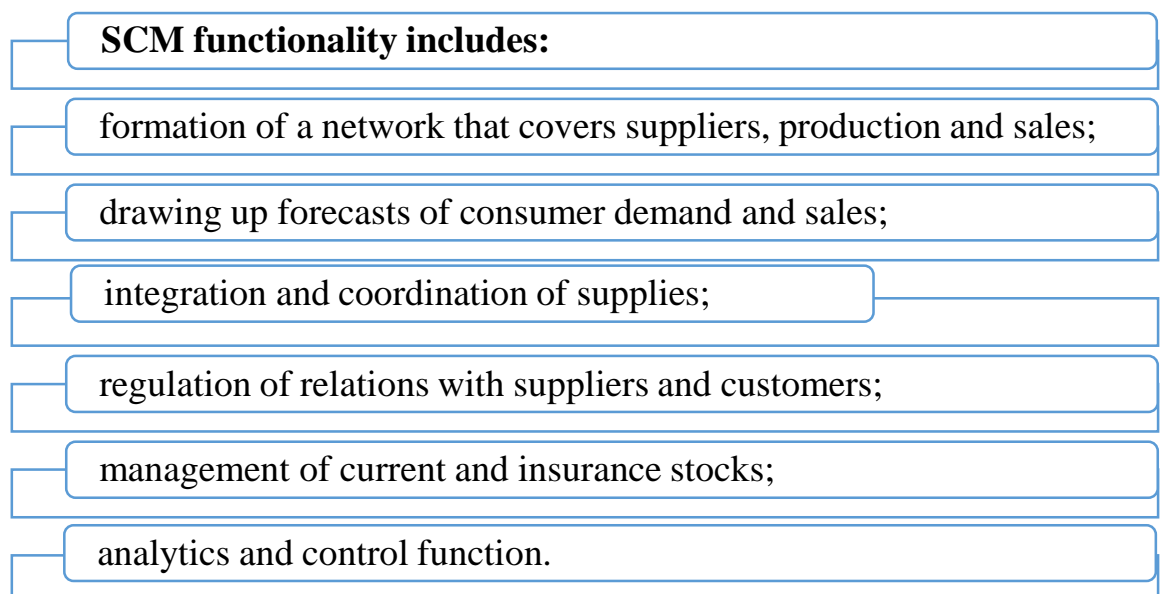 SCM functionality includes:
formation of a network that covers suppliers, production and sales;
drawing up forecasts of consumer demand and sales;
integration and coordination of supplies;
regulation of relations with suppliers and customers;
management of current and insurance stocks;
analytics and control function.